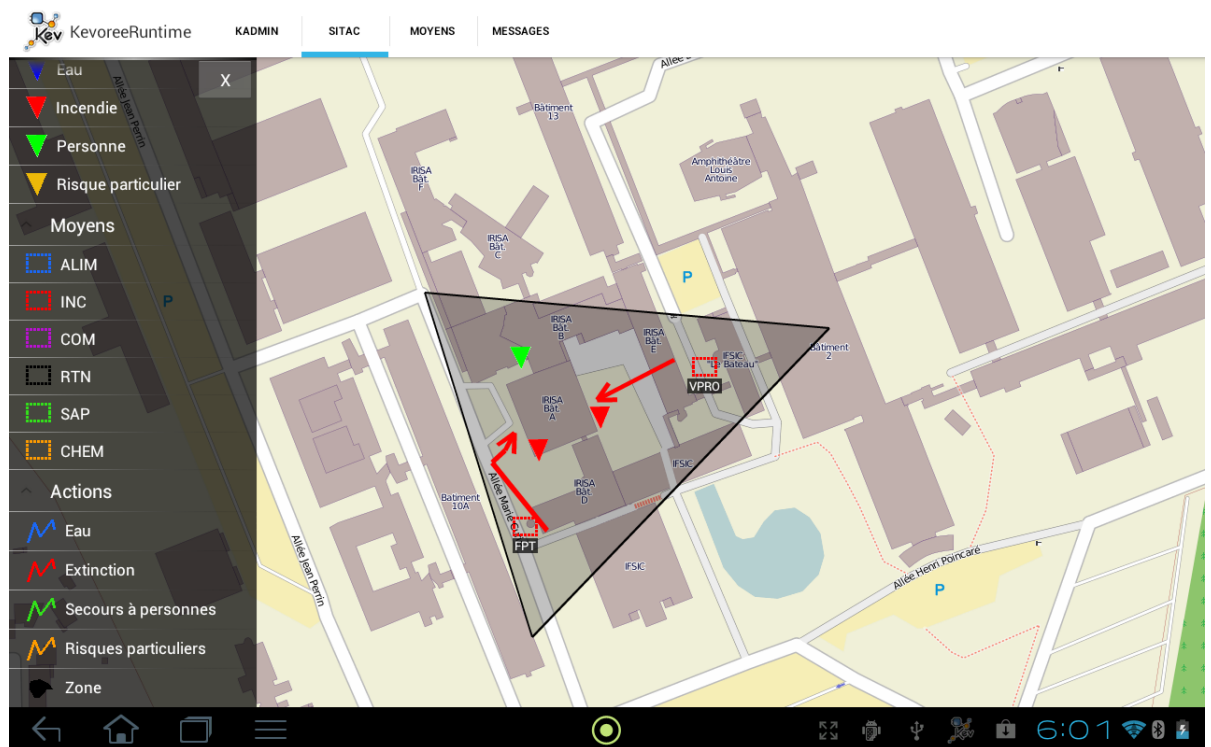 KevoreeRuntime
KADMIN
SITAC
MOYENS
MESSAGES
Eau
X
Incendie
Personne
Risque particulier
Moyens
ALIM
INC
COM
RTN
SAP
CHEM
Actions
Eau
Extinction
Secours à personnes
Risques particuliers
Zone
Allée Jean Perrin
P
Allée Jean Perrin
Bâtiment
13
IRISA
Bât.
F
IRISA
Bât.
C
Amphithéâtre
Louis
Antoine
P
IRISA
Bât.
B
IRISA
Bât.
E
IFSIC
"Le Bateau"
Bâtiment
2
VPRO
IRISA
Bât.
A
IFSIC
IRISA
Bât.
D
Batiment
10A
FPT
IFSIC
Allée Henri Poincaré
P
6:01
Kev